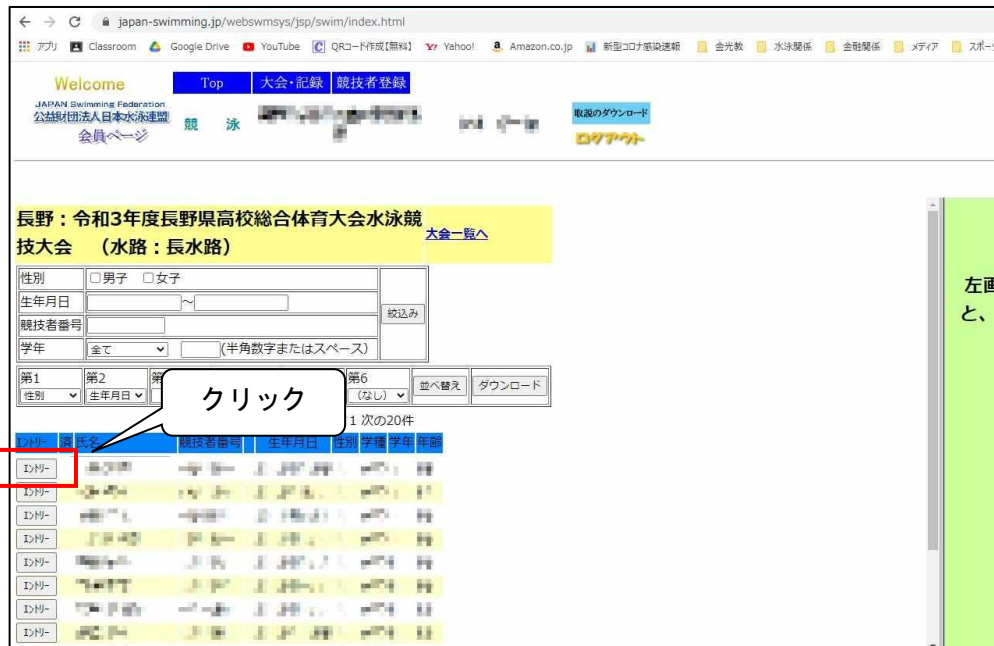 japan-swimming.jp/webswmsys/jsp/swim/index.html
アプリ Classroom Google Drive YouTube QRコード作成【無料】 Yahoo! Amazon.co.jp 新型コロナ感染速報 金光教 水泳関係 金融関係 メディア スポー
Welcome Top 大会・記録 競技者登録
JAPAN Swimming Federation
公益財団法人日本水泳連盟
会員ページ
競 泳
取説のダウンロード
ログアウト
長野：令和3年度長野県高校総合体育大会水泳競
技大会 （水路：長水路）
大会一覧へ
性別 □男子 □女子
生年月日 ～
競技者番号
学年 全て (半角数字またはスペース)
絞込み
第1 第2 第 第6
性別 生年月日 (なし) 並べ替え ダウンロード
クリック
1 次の20件
エントリー 済 氏名 競技者番号 生年月日 性別 学種 学年 年齢
エントリー
エントリー
エントリー
エントリー
エントリー
エントリー
エントリー
エントリー
左画
と、